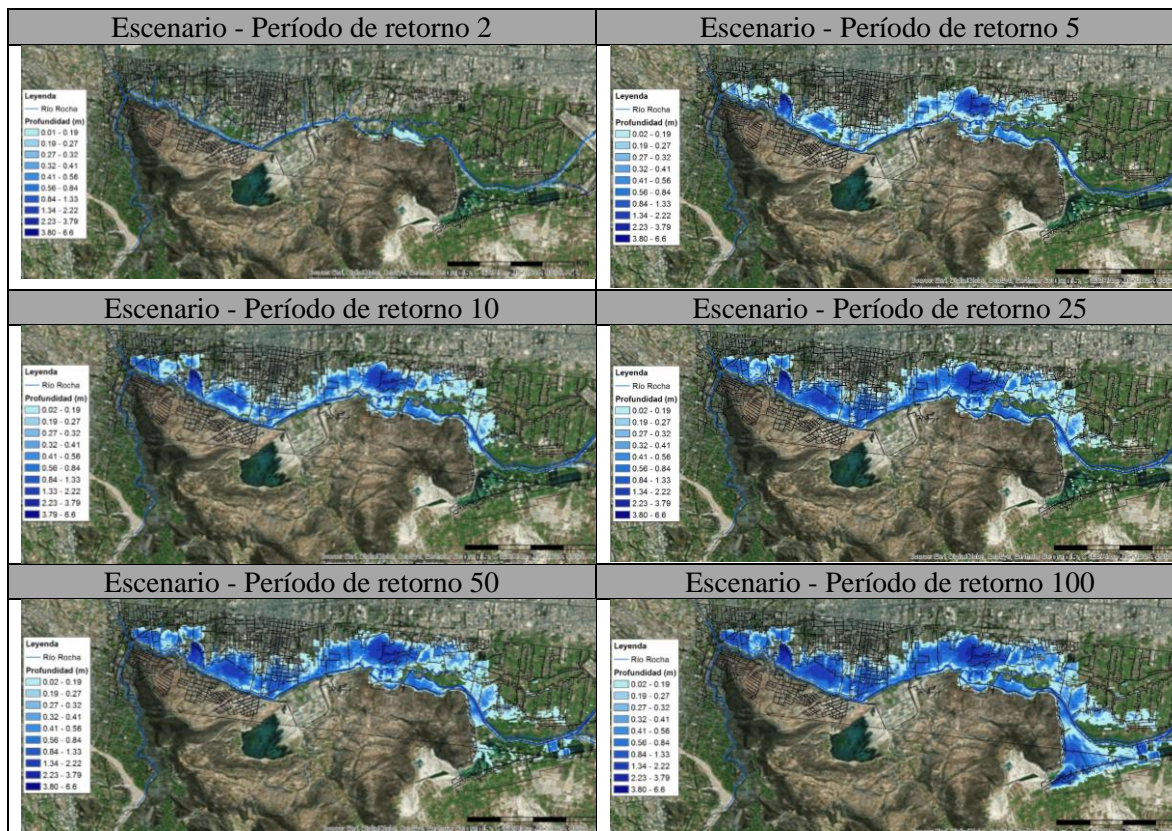 Escenario - Período de retorno 2
Leyenda
Río Rocha
Profundidad (m)
0.01 - 0.19
0.19 - 0.27
0.27 - 0.32
0.32 - 0.41
0.41 - 0.56
0.56 - 0.84
0.84 - 1.33
1.34 - 2.22
2.23 - 3.79
3.80 - 6.6
Escenario - Período de retorno 5
Leyenda
Río Rocha
Profundidad (m)
0.01 - 0.19
0.19 - 0.27
0.27 - 0.32
0.32 - 0.41
0.41 - 0.56
0.56 - 0.84
0.84 - 1.33
1.34 - 2.22
2.23 - 3.79
3.80 - 6.6
Escenario - Período de retorno 10
Leyenda
Río Rocha
Profundidad (m)
0.02 - 0.19
0.19 - 0.27
0.27 - 0.32
0.32 - 0.41
0.41 - 0.56
0.56 - 0.84
0.84 - 1.33
1.33 - 2.22
2.23 - 3.79
3.79 - 6.6
Escenario - Período de retorno 25
Leyenda
Río Rocha
Profundidad (m)
0.02 - 0.19
0.19 - 0.27
0.27 - 0.32
0.32 - 0.41
0.41 - 0.56
0.56 - 0.84
0.84 - 1.33
1.34 - 2.22
2.23 - 3.79
3.80 - 6.6
Escenario - Período de retorno 50
Leyenda
Río Rocha
Profundidad (m)
0.02 - 0.19
0.19 - 0.27
0.27 - 0.32
0.32 - 0.41
0.41 - 0.56
0.56 - 0.84
0.84 - 1.33
1.34 - 2.22
2.23 - 3.79
3.80 - 6.6
Escenario - Período de retorno 100
Leyenda
Río Rocha
Profundidad (m)
0.02 - 0.19
0.19 - 0.27
0.27 - 0.32
0.32 - 0.41
0.41 - 0.56
0.56 - 0.84
0.84 - 1.33
1.34 - 2.22
2.23 - 3.79
3.80 - 6.6